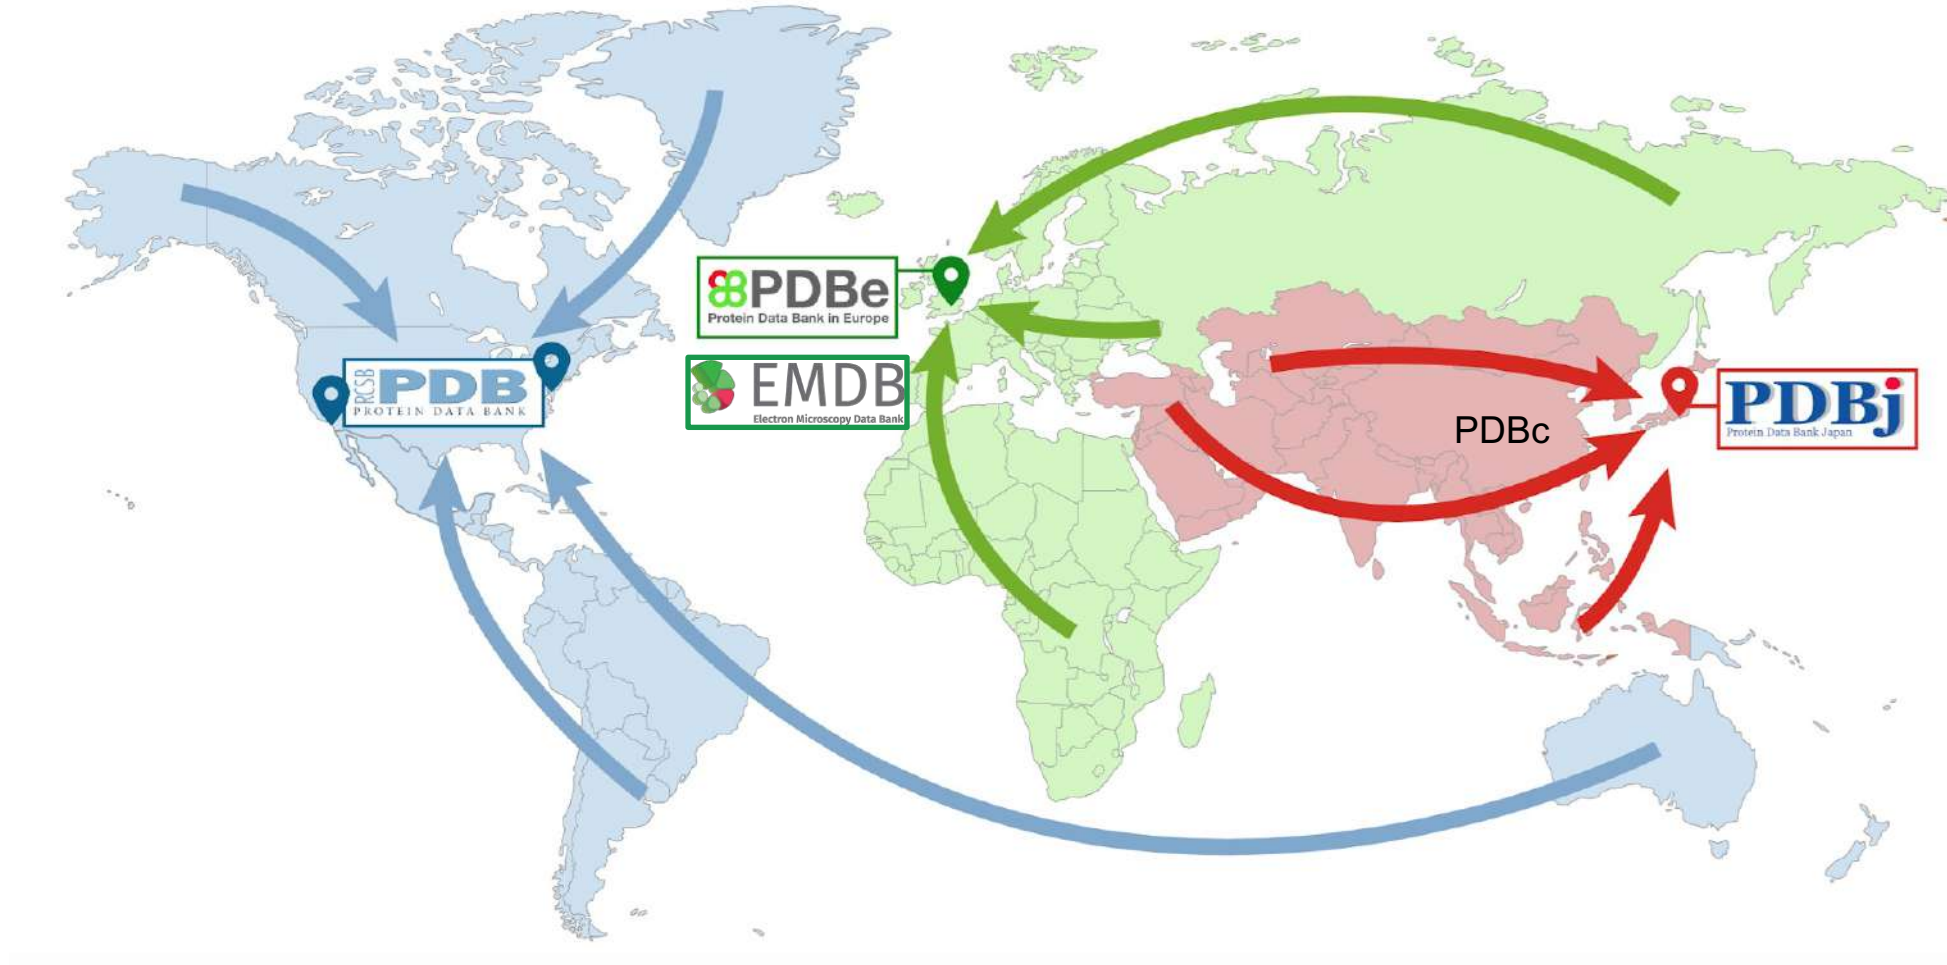 PDBe
Protein Data Bank in Europe
EMDB
Electron Microscopy Data Bank
RCSB
PDB
PROTEIN DATA BANK
PDBc
PDBj
Protein Data Bank Japan